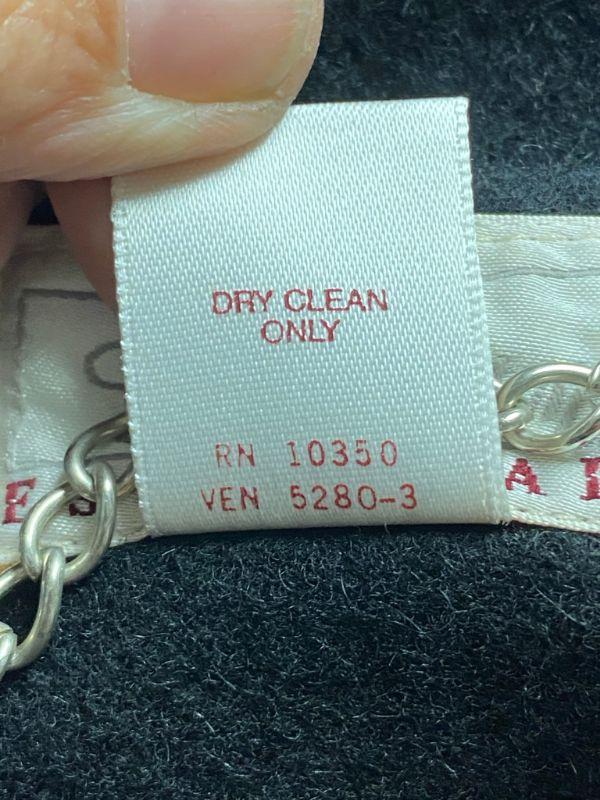 DRY CLEAN
ONLY
RN 10350
VEN 5280-3